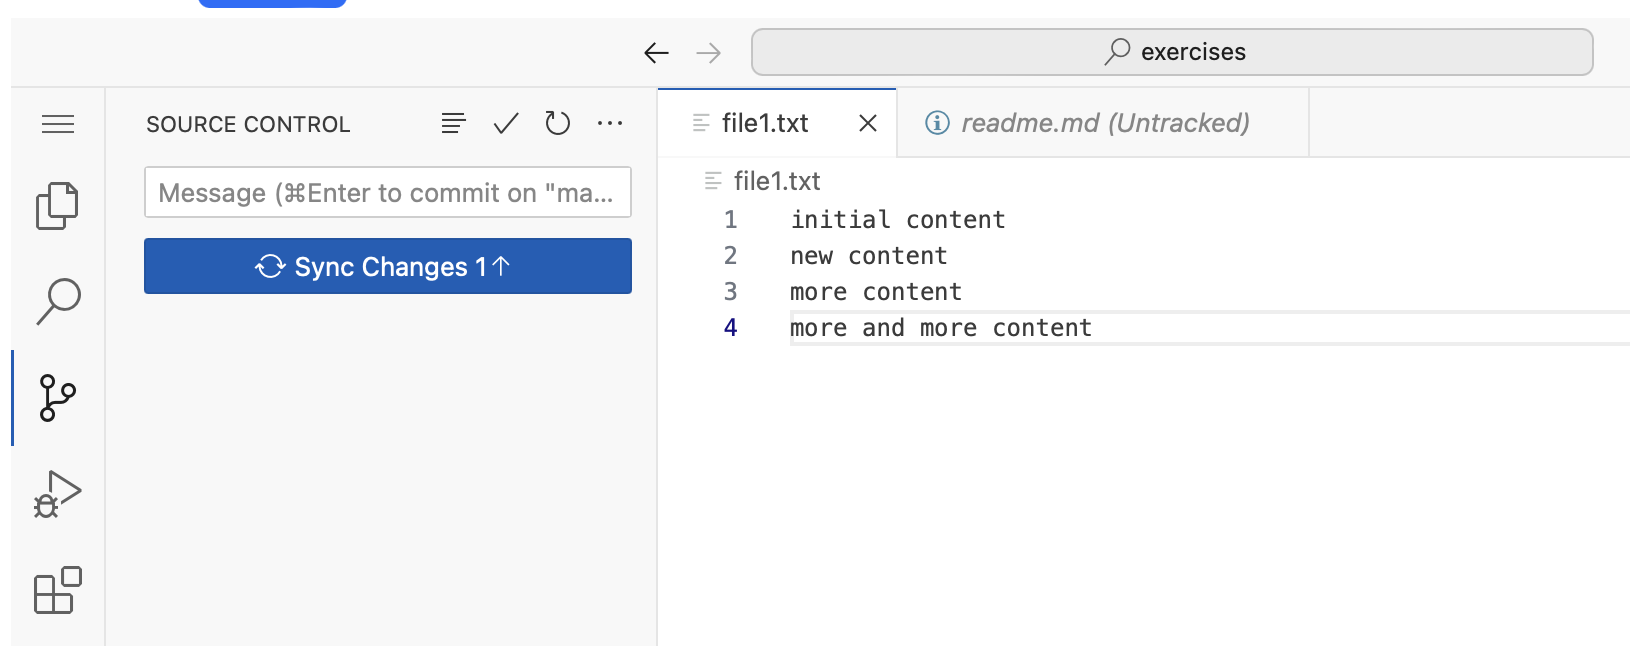 exercises
SOURCE CONTROL
Message (⌘Enter to commit on "ma...
Sync Changes 1↑
file1.txt
readme.md (Untracked)
file1.txt
1 initial content
2 new content
3 more content
4 more and more content